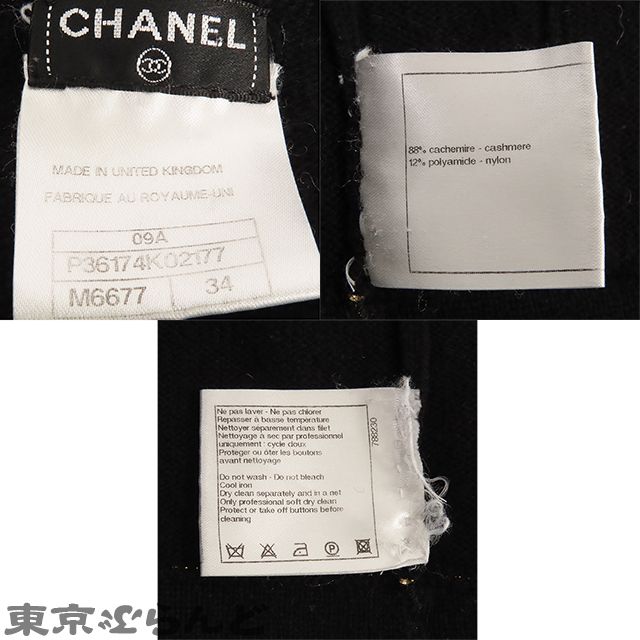 CHANEL
MADE IN UNITED KINGDOM
FABRIQUE AU ROYAUME-UNI
09A
P36174K02177
M6677 34
88% cachemire - cashmere
12% polyamide - nylon
Ne pas laver - Ne pas chlorer
Repasser à basse température
Nettoyer séparement dans filet
Nettoyage à sec par professionnel
uniquement : cycle doux
Proteger ou ôter les boutons
avant nettoyage
Do not wash - Do not bleach
Cool iron
Dry clean separately and in a net
Only professional soft dry clean
Protect or take off buttons before
cleaning
788230
P
東京ぶらんど